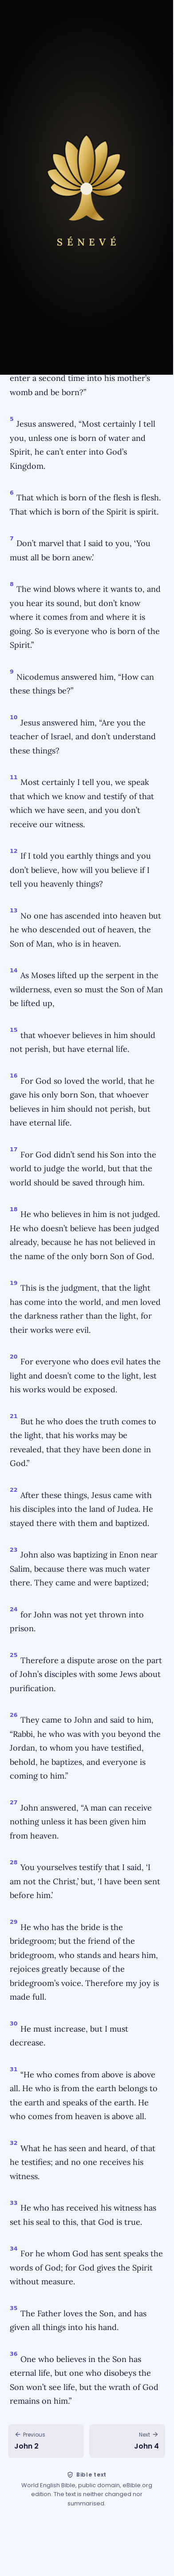 SÉNEVÉ
enter a second time into his mother's
womb and be born?”
5 Jesus answered, “Most certainly I tell
you, unless one is born of water and
Spirit, he can't enter into God's
Kingdom.
6 That which is born of the flesh is flesh.
That which is born of the Spirit is spirit.
7 Don't marvel that I said to you, ‘You
must all be born anew.’
8 The wind blows where it wants to, and
you hear its sound, but don't know
where it comes from and where it is
going. So is everyone who is born of the
Spirit.”
9 Nicodemus answered him, “How can
these things be?”
10 Jesus answered him, “Are you the
teacher of Israel, and don't understand
these things?
11 Most certainly I tell you, we speak
that which we know and testify of that
which we have seen, and you don't
receive our witness.
12 If I told you earthly things and you
don't believe, how will you believe if I
tell you heavenly things?
13 No one has ascended into heaven but
he who descended out of heaven, the
Son of Man, who is in heaven.
14 As Moses lifted up the serpent in the
wilderness, even so must the Son of Man
be lifted up,
15 that whoever believes in him should
not perish, but have eternal life.
16 For God so loved the world, that he
gave his only born Son, that whoever
believes in him should not perish, but
have eternal life.
17 For God didn't send his Son into the
world to judge the world, but that the
world should be saved through him.
18 He who believes in him is not judged.
He who doesn't believe has been judged
already, because he has not believed in
the name of the only born Son of God.
19 This is the judgment, that the light
has come into the world, and men loved
the darkness rather than the light, for
their works were evil.
20 For everyone who does evil hates the
light and doesn't come to the light, lest
his works would be exposed.
21 But he who does the truth comes to
the light, that his works may be
revealed, that they have been done in
God.”
22 After these things, Jesus came with
his disciples into the land of Judea. He
stayed there with them and baptized.
23 John also was baptizing in Enon near
Salim, because there was much water
there. They came and were baptized;
24 for John was not yet thrown into
prison.
25 Therefore a dispute arose on the part
of John's disciples with some Jews about
purification.
26 They came to John and said to him,
“Rabbi, he who was with you beyond the
Jordan, to whom you have testified,
behold, he baptizes, and everyone is
coming to him.”
27 John answered, “A man can receive
nothing unless it has been given him
from heaven.
28 You yourselves testify that I said, ‘I
am not the Christ,’ but, ‘I have been sent
before him.’
29 He who has the bride is the
bridegroom; but the friend of the
bridegroom, who stands and hears him,
rejoices greatly because of the
bridegroom's voice. Therefore my joy is
made full.
30 He must increase, but I must
decrease.
31 “He who comes from above is above
all. He who is from the earth belongs to
the earth and speaks of the earth. He
who comes from heaven is above all.
32 What he has seen and heard, of that
he testifies; and no one receives his
witness.
33 He who has received his witness has
set his seal to this, that God is true.
34 For he whom God has sent speaks the
words of God; for God gives the Spirit
without measure.
35 The Father loves the Son, and has
given all things into his hand.
36 One who believes in the Son has
eternal life, but one who disobeys the
Son won't see life, but the wrath of God
remains on him.”
← Previous
John 2
Next →
John 4
Bible text
World English Bible, public domain, eBible.org
edition. The text is neither changed nor
summarised.